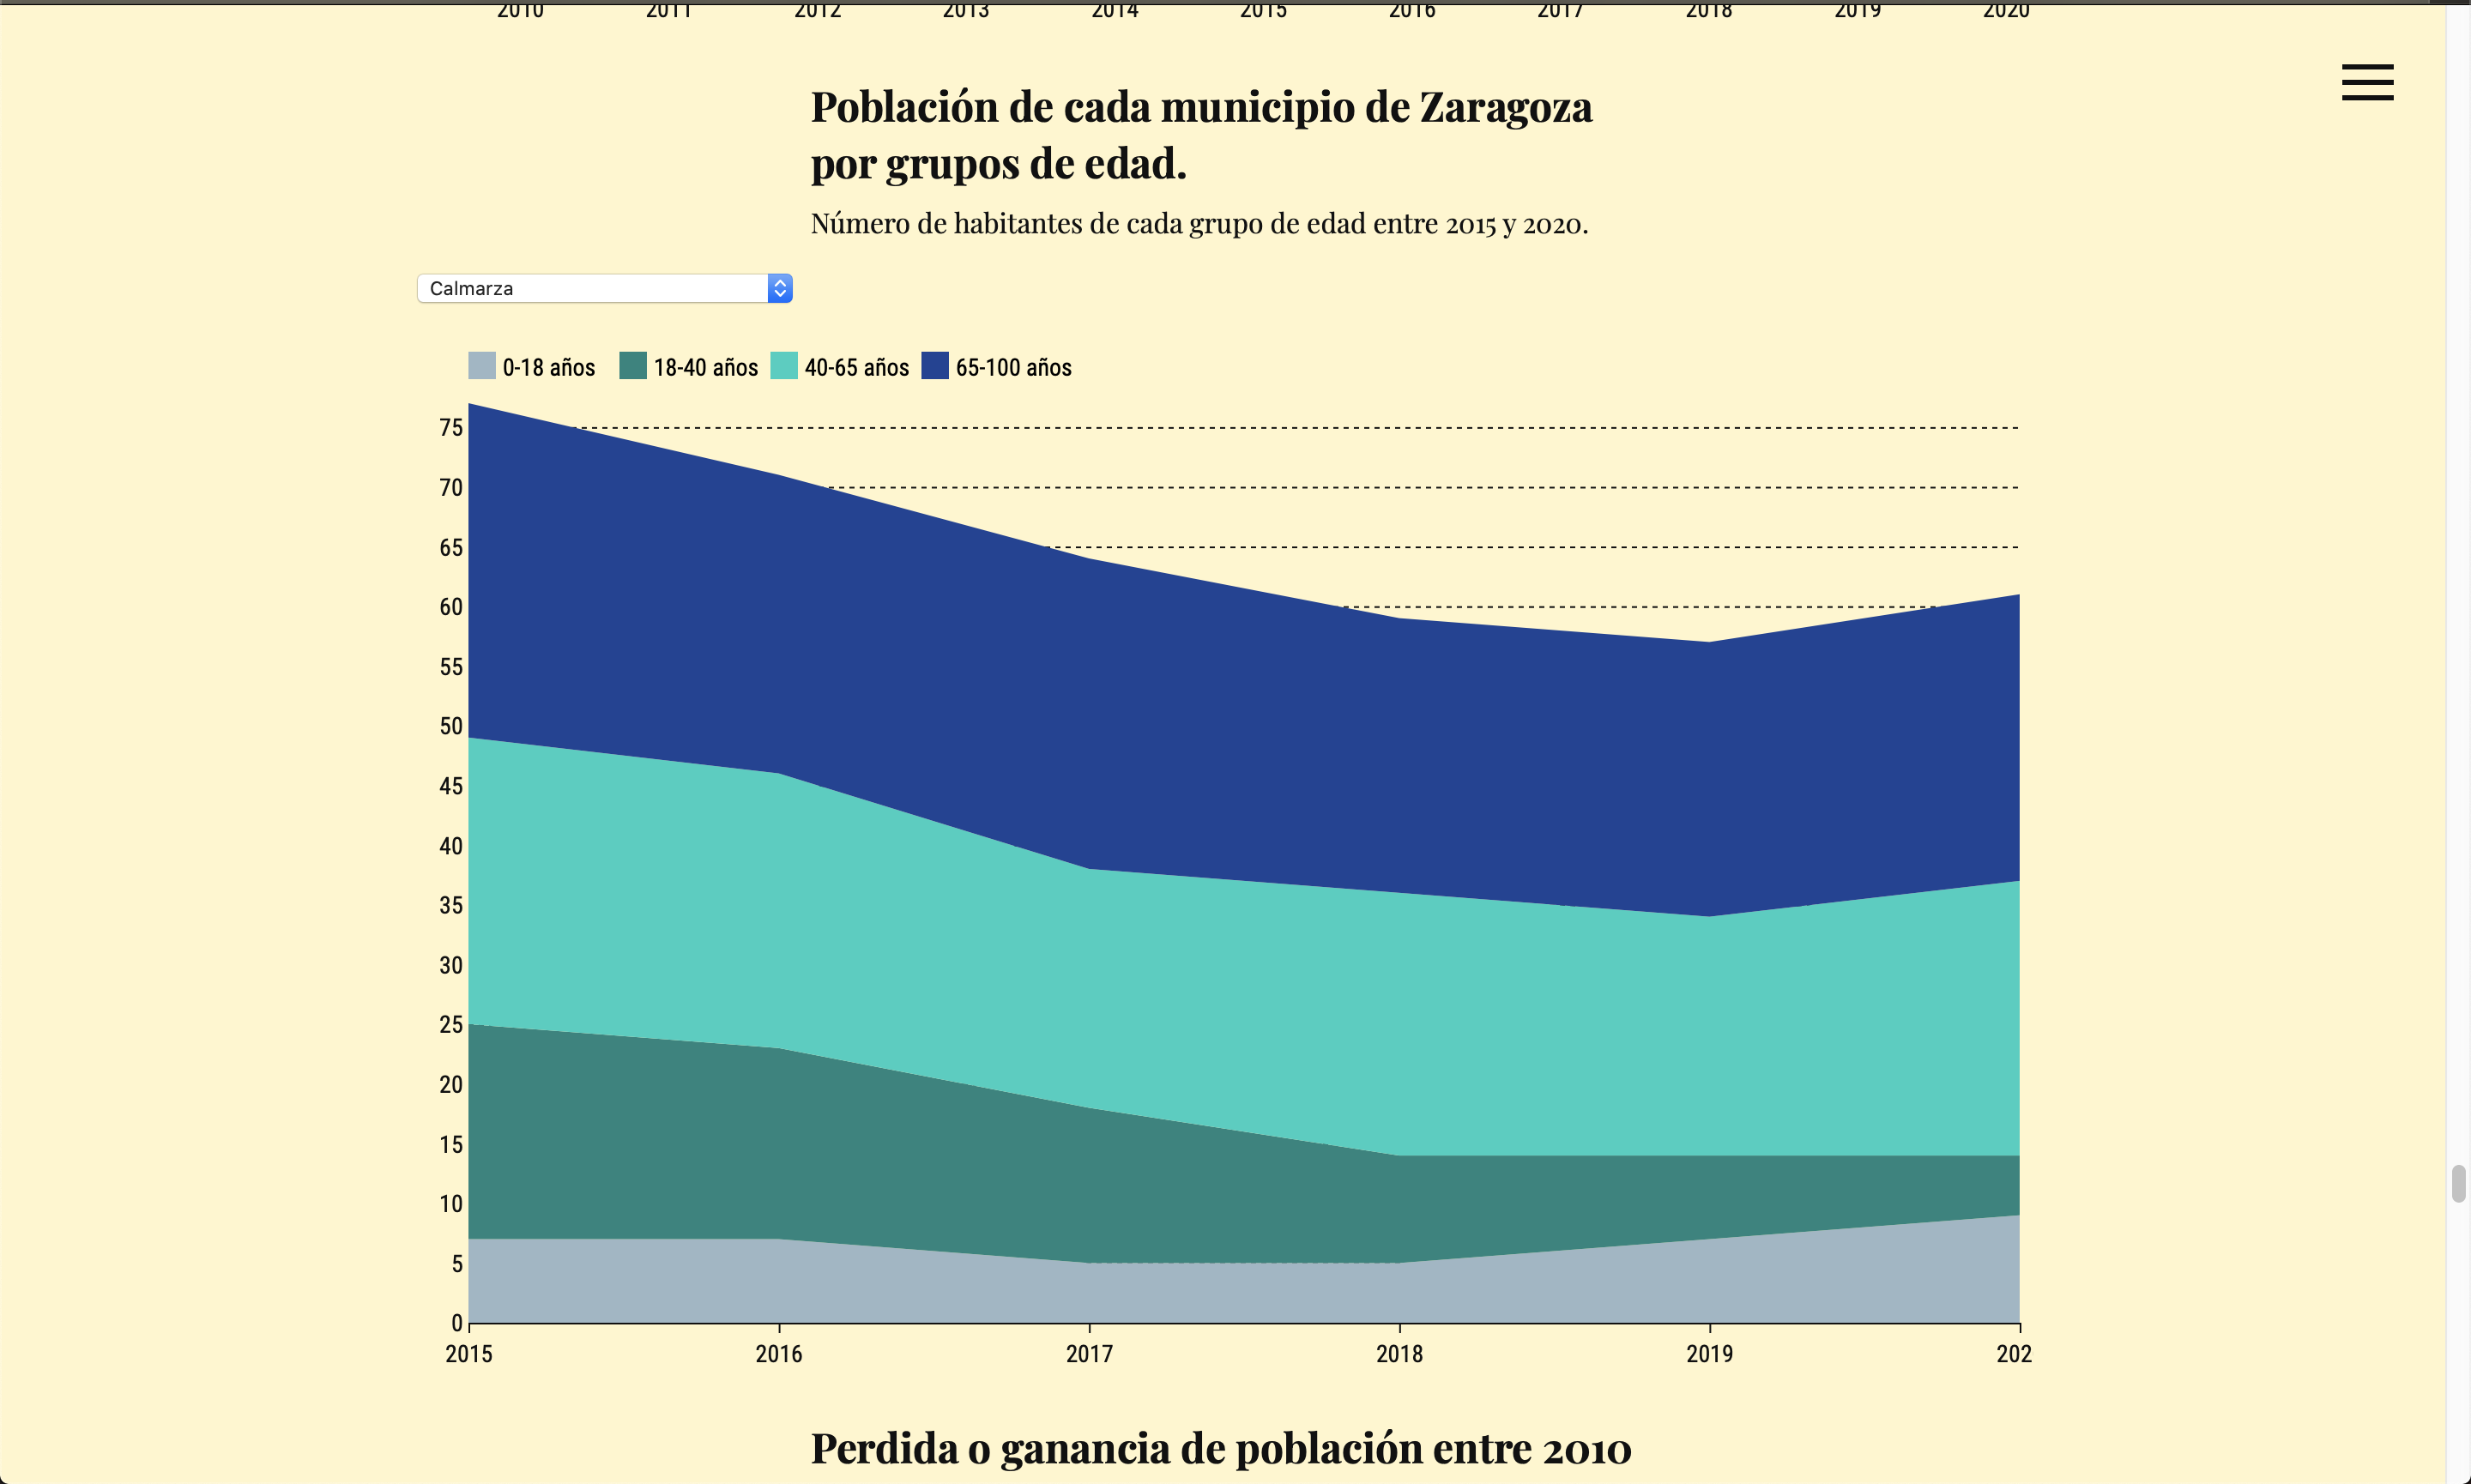 2010 2011 2012 2013 2014 2015 2016 2017 2018 2019 2020
Población de cada municipio de Zaragoza
por grupos de edad.
Número de habitantes de cada grupo de edad entre 2015 y 2020.
Calmarza
0-18 años 18-40 años 40-65 años 65-100 años
75
70
65
60
55
50
45
40
35
30
25
20
15
10
5
0
2015 2016 2017 2018 2019 202
Perdida o ganancia de población entre 2010